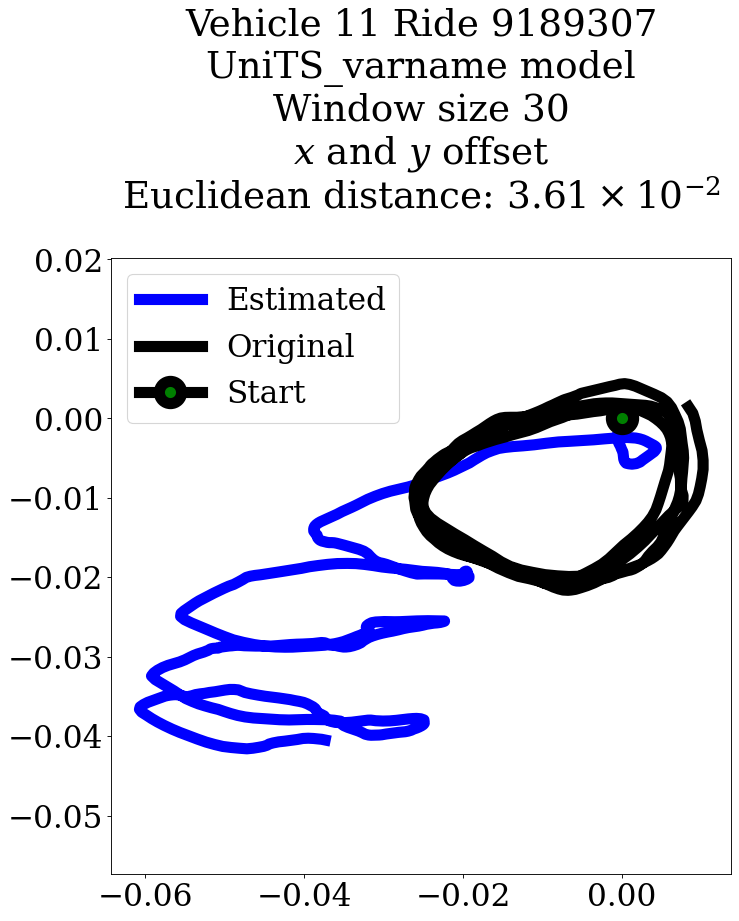 Vehicle 11 Ride 9189307
UniTS_varname model
Window size 30
x and y offset
Euclidean distance: 3.61 × 10⁻²
Estimated
Original
Start
0.02
0.01
0.00
−0.01
−0.02
−0.03
−0.04
−0.05
−0.06 −0.04 −0.02 0.00